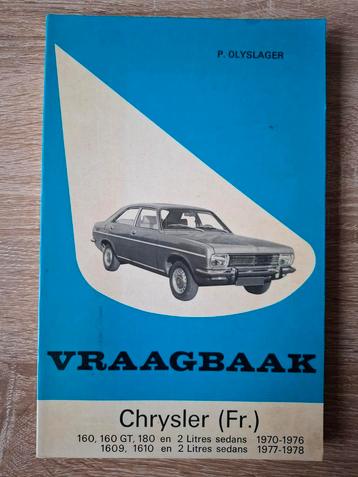 P. OLYSLAGER
VRAAGBAAK
Chrysler (Fr.)
160, 160 GT, 180 en 2 Litres sedans 1970-1976
1609, 1610 en 2 Litres sedans 1977-1978